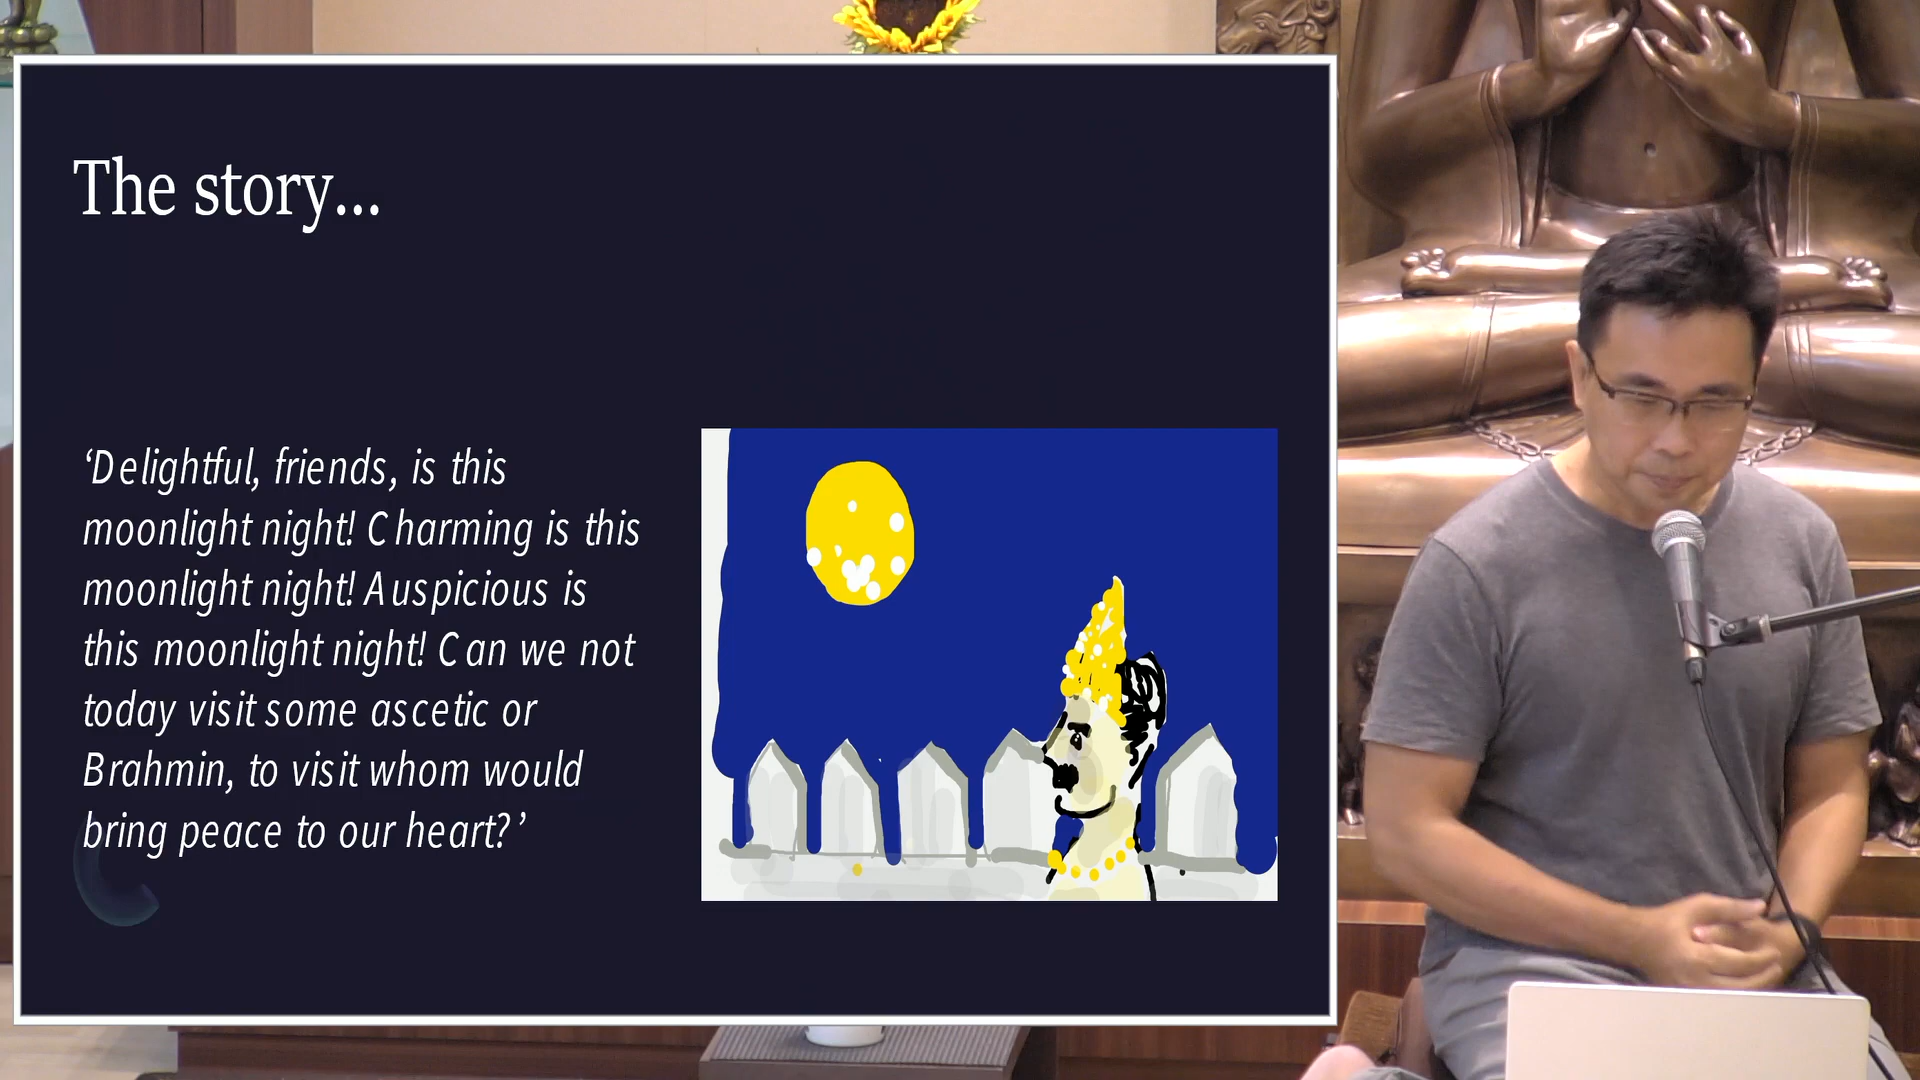 The story...
‘Delightful, friends, is this
moonlight night! Charming is this
moonlight night! Auspicious is
this moonlight night! Can we not
today visit some ascetic or
Brahmin, to visit whom would
bring peace to our heart?’